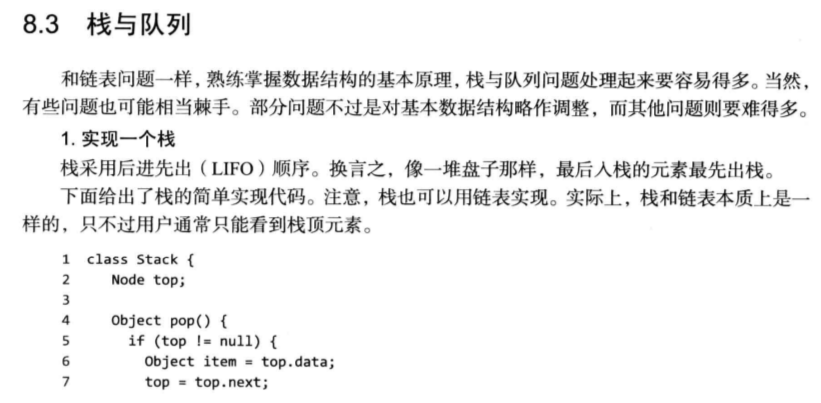 8.3 栈与队列
和链表问题一样，熟练掌握数据结构的基本原理，栈与队列问题处理起来要容易得多。当然，
有些问题也可能相当棘手。部分问题不过是对基本数据结构略作调整，而其他问题则要难得多。
1. 实现一个栈
栈采用后进先出（LIFO）顺序。换言之，像一堆盘子那样，最后入栈的元素最先出栈。
下面给出了栈的简单实现代码。注意，栈也可以用链表实现。实际上，栈和链表本质上是一
样的，只不过用户通常只能看到栈顶元素。
1 class Stack {
2 Node top;
3
4 Object pop() {
5 if (top != null) {
6 Object item = top.data;
7 top = top.next;